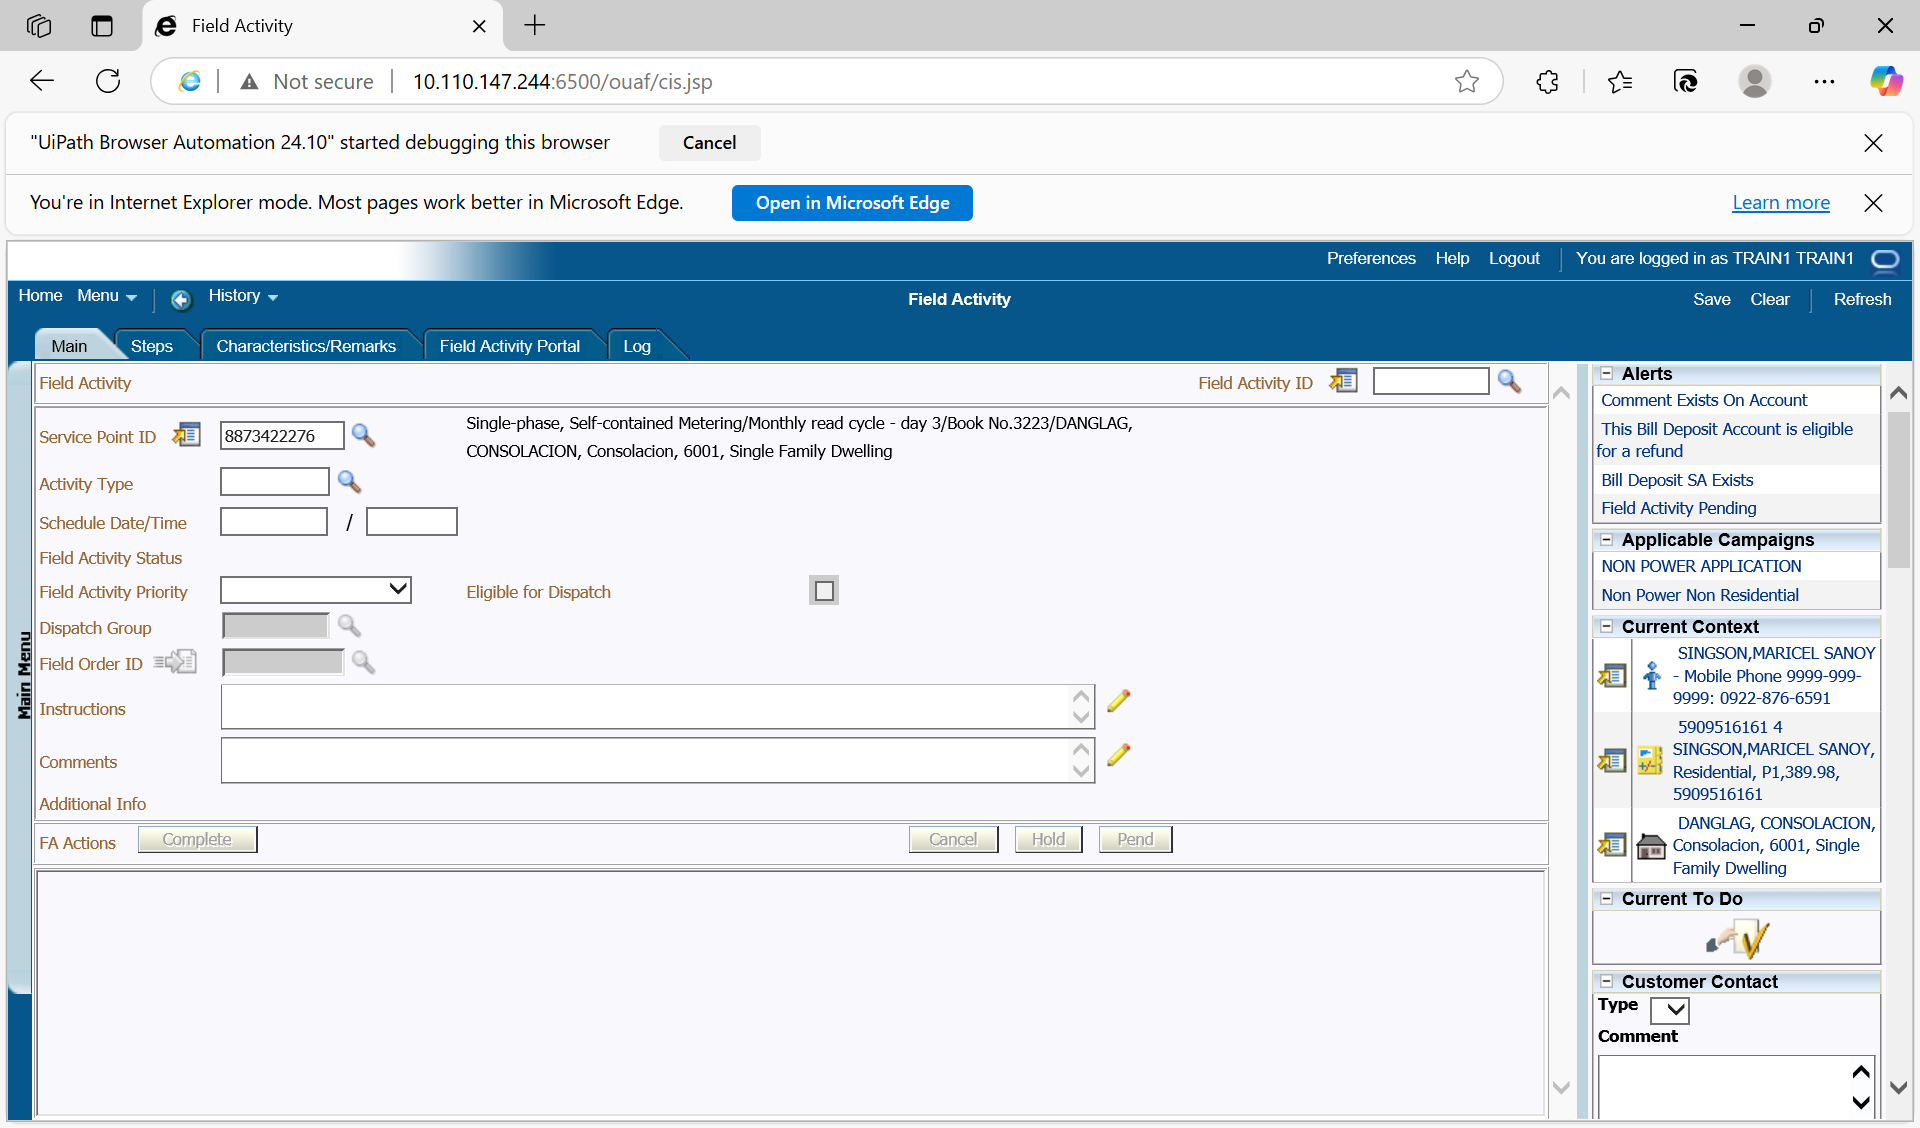 Field Activity
Not secure
10.110.147.244:6500/ouaf/cis.jsp
"UiPath Browser Automation 24.10" started debugging this browser
Cancel
You're in Internet Explorer mode. Most pages work better in Microsoft Edge.
Open in Microsoft Edge
Learn more
Preferences Help Logout You are logged in as TRAIN1 TRAIN1
Home Menu History
Field Activity
Save Clear Refresh
Main Steps Characteristics/Remarks Field Activity Portal Log
Main Menu
Field Activity
Field Activity ID
Service Point ID
8873422276
Single-phase, Self-contained Metering/Monthly read cycle - day 3/Book No.3223/DANGLAG,
CONSOLACION, Consolacion, 6001, Single Family Dwelling
Activity Type
Schedule Date/Time
/
Field Activity Status
Field Activity Priority
Eligible for Dispatch
Dispatch Group
Field Order ID
Instructions
Comments
Additional Info
FA Actions
Complete
Cancel
Hold
Pend
Alerts
Comment Exists On Account
This Bill Deposit Account is eligible
for a refund
Bill Deposit SA Exists
Field Activity Pending
Applicable Campaigns
NON POWER APPLICATION
Non Power Non Residential
Current Context
SINGSON,MARICEL SANOY
- Mobile Phone 9999-999-
9999: 0922-876-6591
5909516161 4
SINGSON,MARICEL SANOY,
Residential, P1,389.98,
5909516161
DANGLAG, CONSOLACION,
Consolacion, 6001, Single
Family Dwelling
Current To Do
Customer Contact
Type
Comment